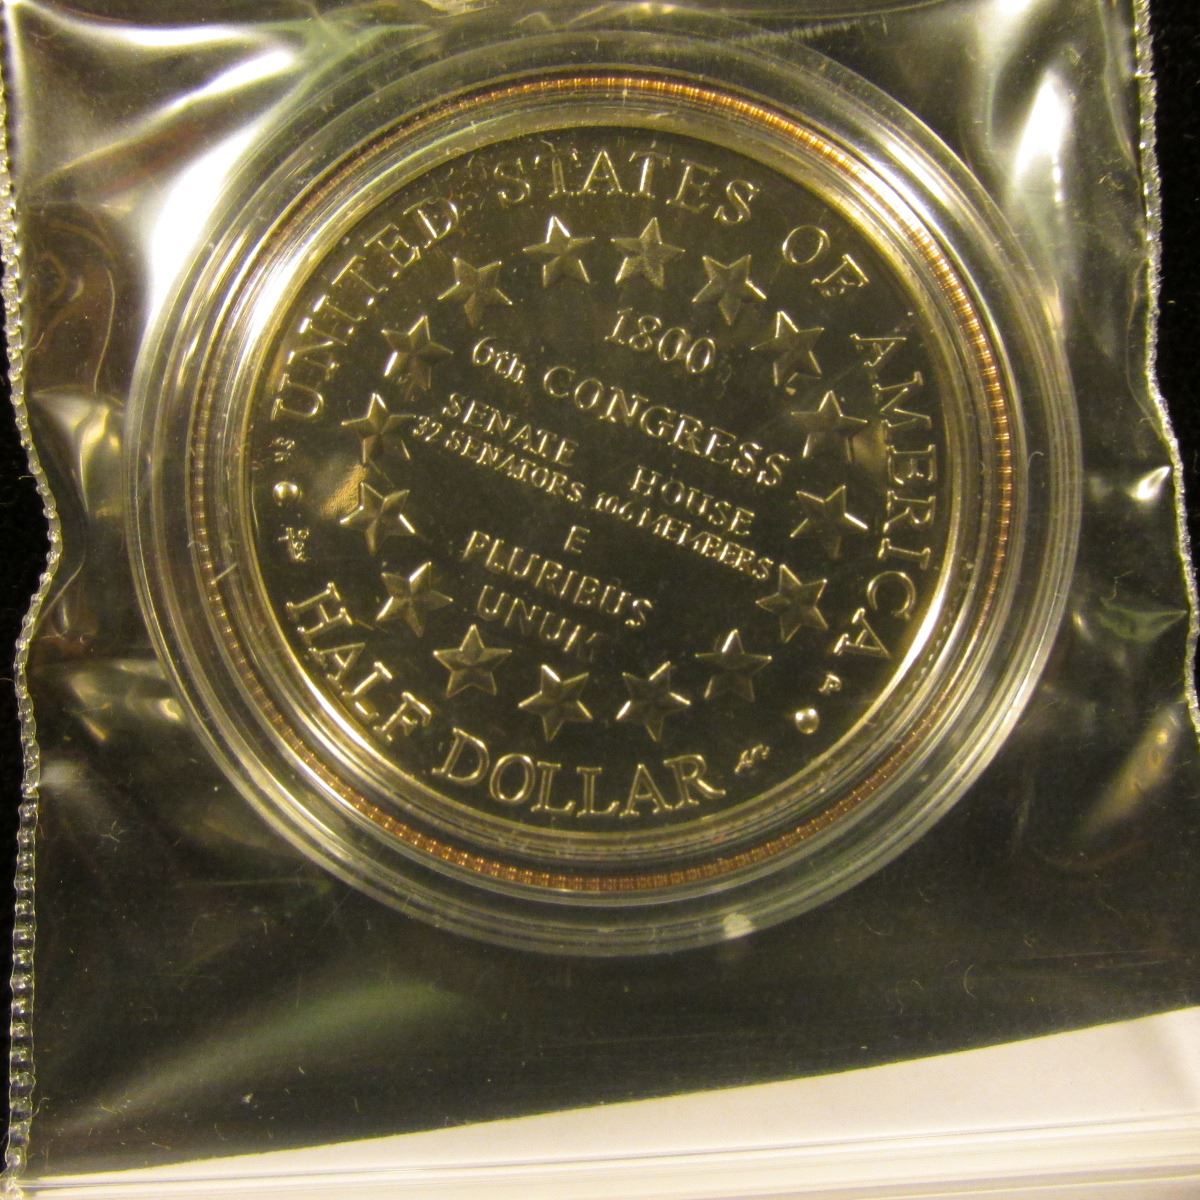 UNITED STATES OF AMERICA
1800
6th CONGRESS
SENATE HOUSE
32 SENATORS 106 MEMBERS
E
PLURIBUS
UNUM
HALF DOLLAR
P